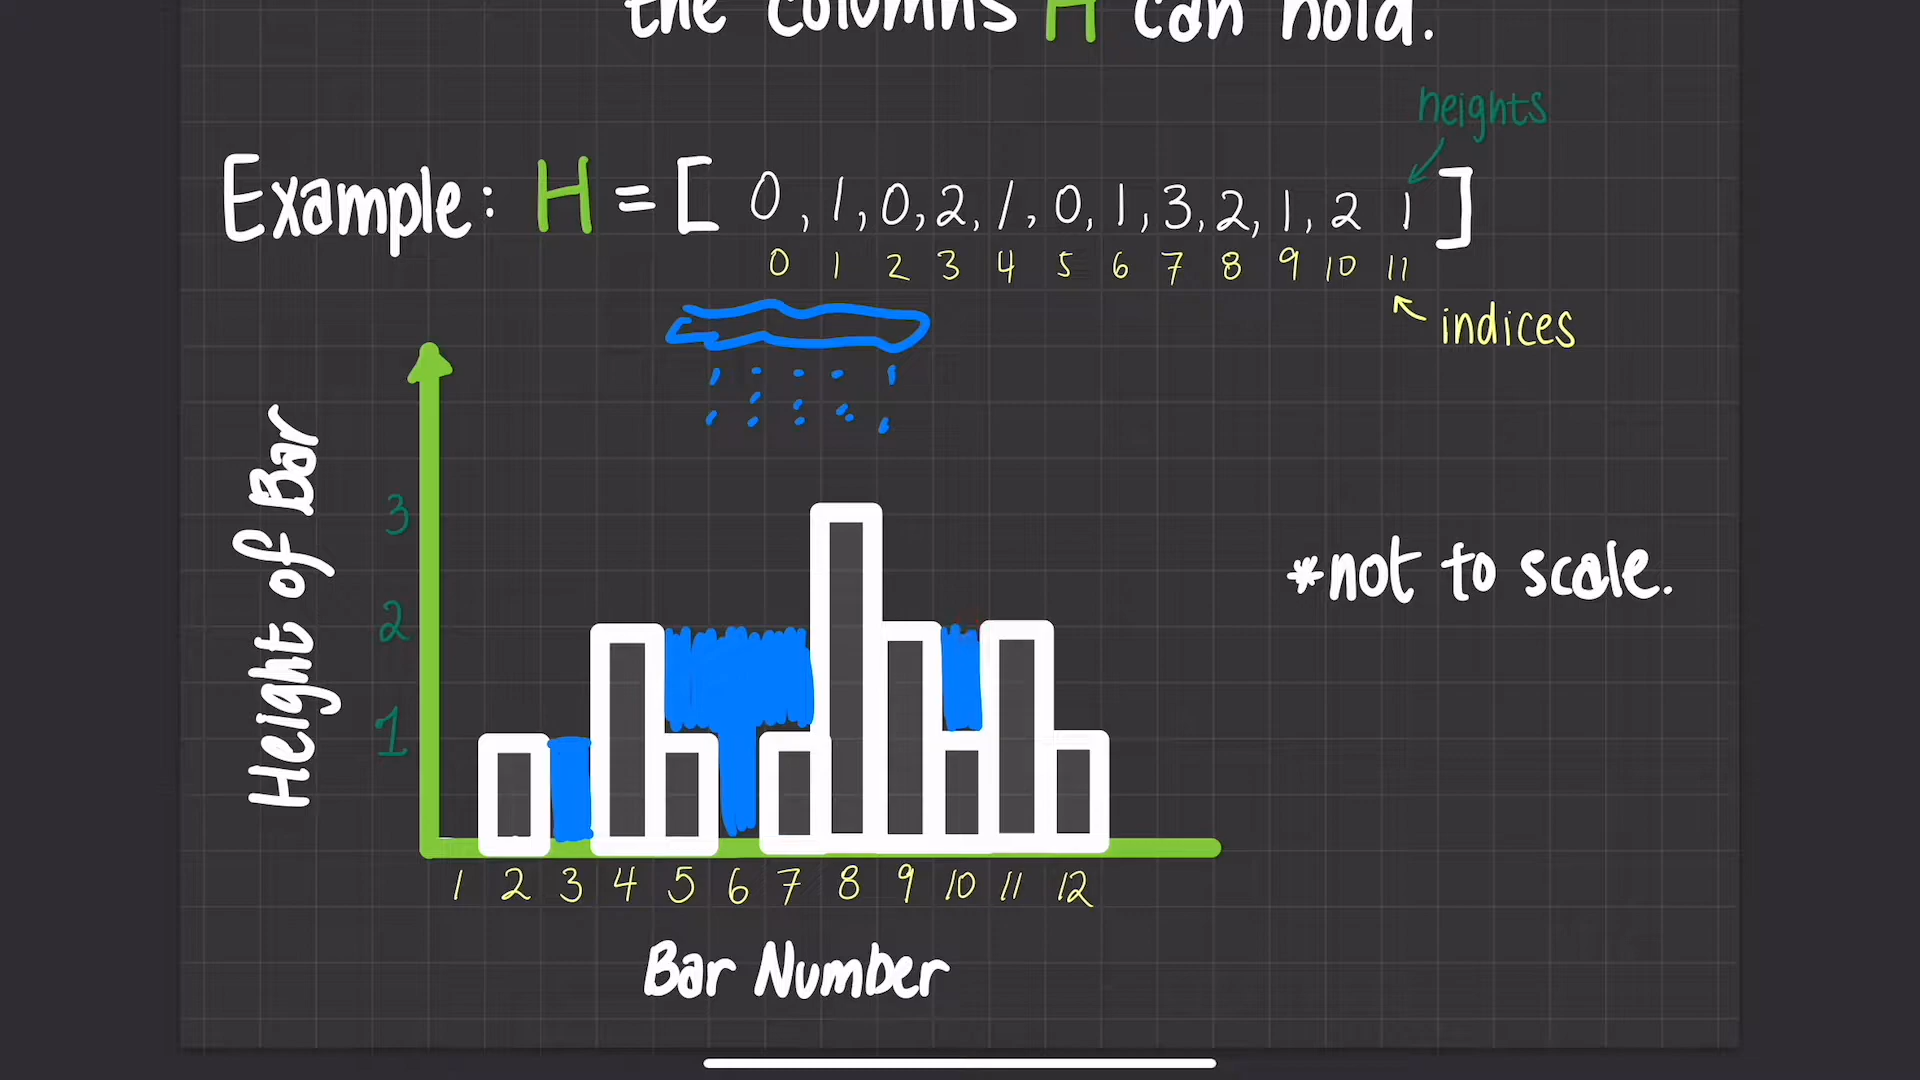 the columns H can hold.
heights
Example: H = [ 0, 1, 0, 2, 1, 0, 1, 3, 2, 1, 2 1 ]
0 1 2 3 4 5 6 7 8 9 10 11
indices
Height of Bar
3
2
1
*not to scale.
1 2 3 4 5 6 7 8 9 10 11 12
Bar Number